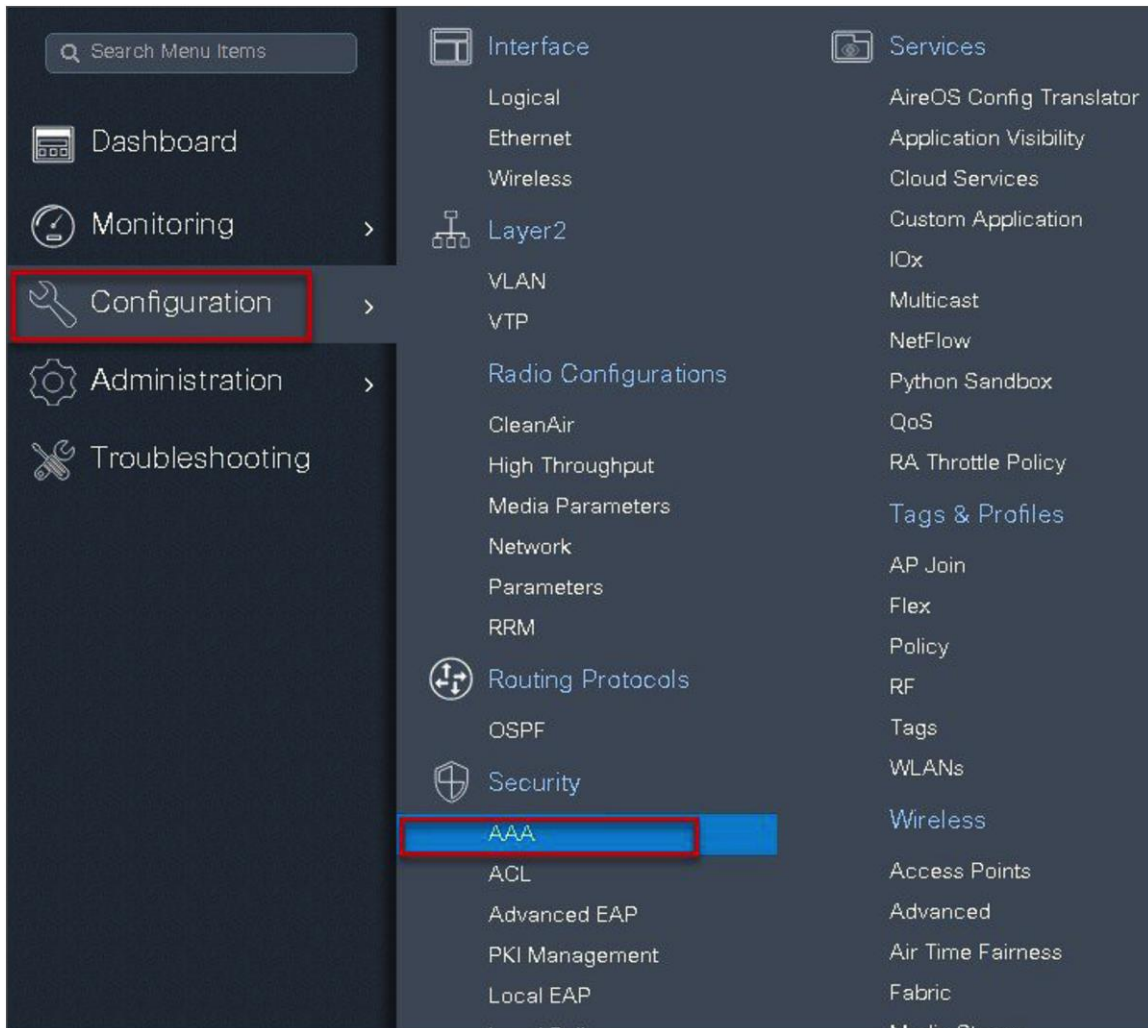 Search Menu Items
Dashboard
Monitoring
Configuration
Administration
Troubleshooting
Interface
Logical
Ethernet
Wireless
Layer2
VLAN
VTP
Radio Configurations
CleanAir
High Throughput
Media Parameters
Network
Parameters
RRM
Routing Protocols
OSPF
Security
AAA
ACL
Advanced EAP
PKI Management
Local EAP
Services
AireOS Config Translator
Application Visibility
Cloud Services
Custom Application
IOx
Multicast
NetFlow
Python Sandbox
QoS
RA Throttle Policy
Tags & Profiles
AP Join
Flex
Policy
RF
Tags
WLANs
Wireless
Access Points
Advanced
Air Time Fairness
Fabric